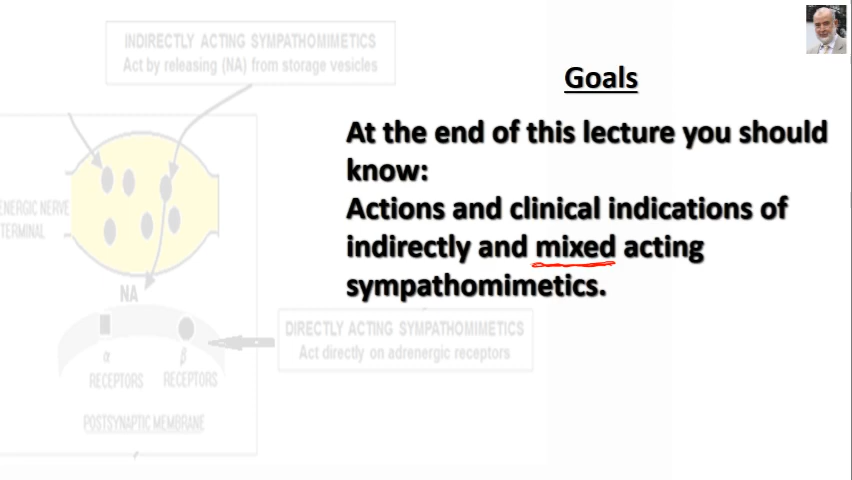 INDIRECTLY ACTING SYMPATHOMIMETICS
Act by releasing (NA) from storage vesicles
Goals
At the end of this lecture you should
know:
Actions and clinical indications of
indirectly and mixed acting
sympathomimetics.
ENERGIC NERVE
TERMINAL
NA
DIRECTLY ACTING SYMPATHOMIMETICS
Act directly on adrenergic receptors
α
RECEPTORS
β
RECEPTORS
POSTSYNAPTIC MEMBRANE